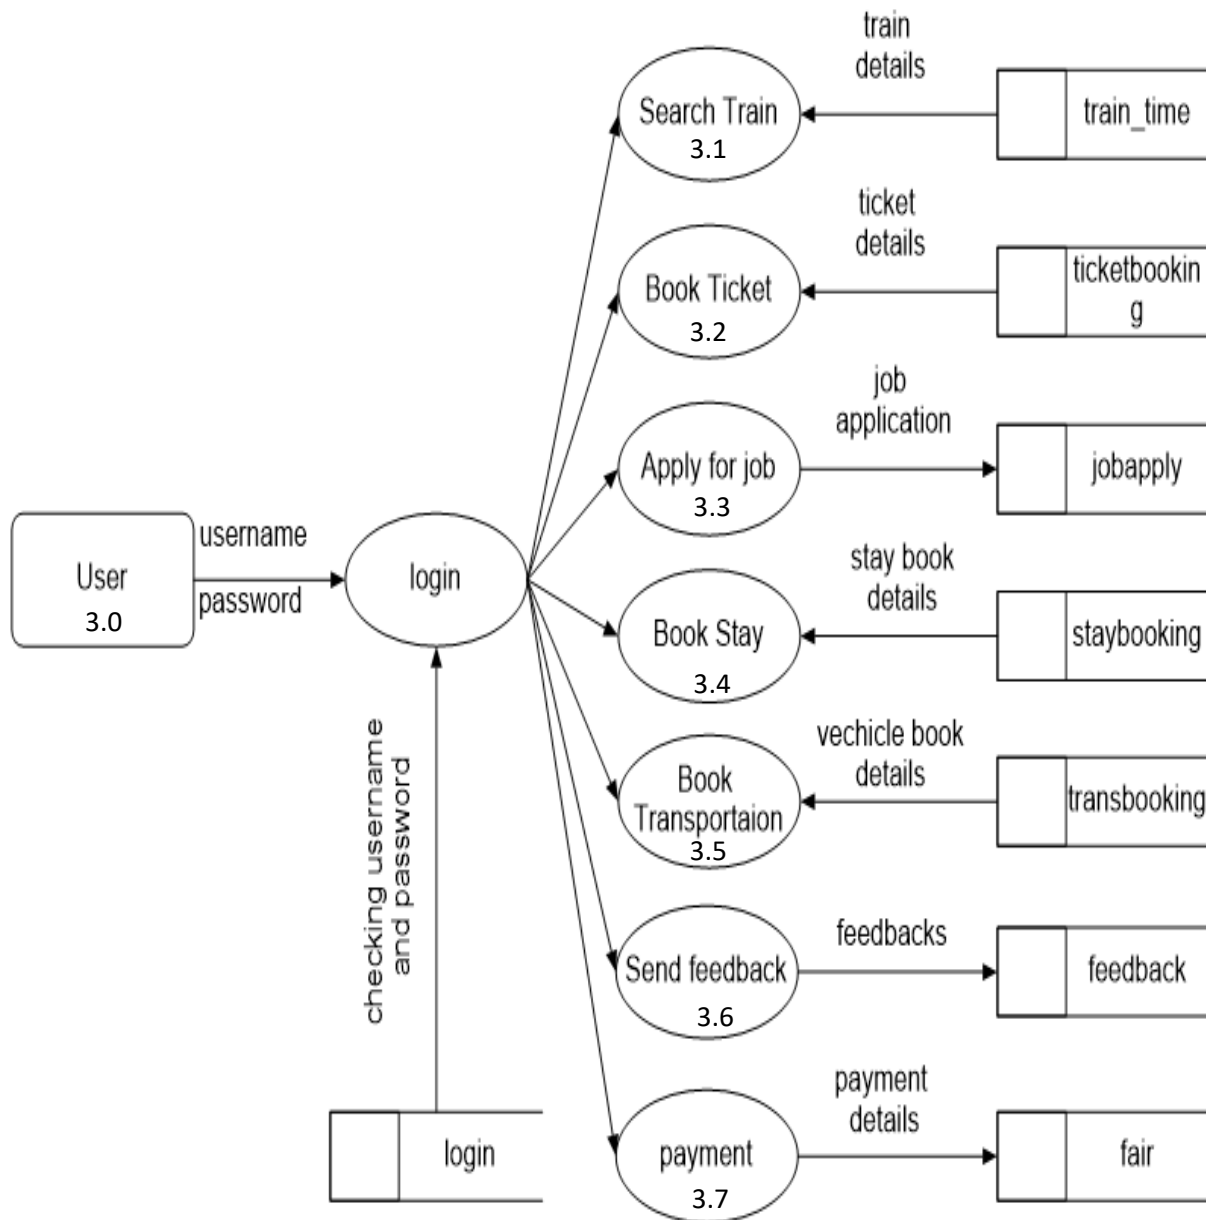 train
details
Search Train
3.1
train_time
ticket
details
Book Ticket
3.2
ticketbookin
g
job
application
Apply for job
3.3
jobapply
User
3.0
username
password
login
stay book
details
Book Stay
3.4
staybooking
vechicle book
details
Book
Transportaion
3.5
transbooking
checking username
and password
feedbacks
Send feedback
3.6
feedback
payment
details
payment
3.7
fair
login